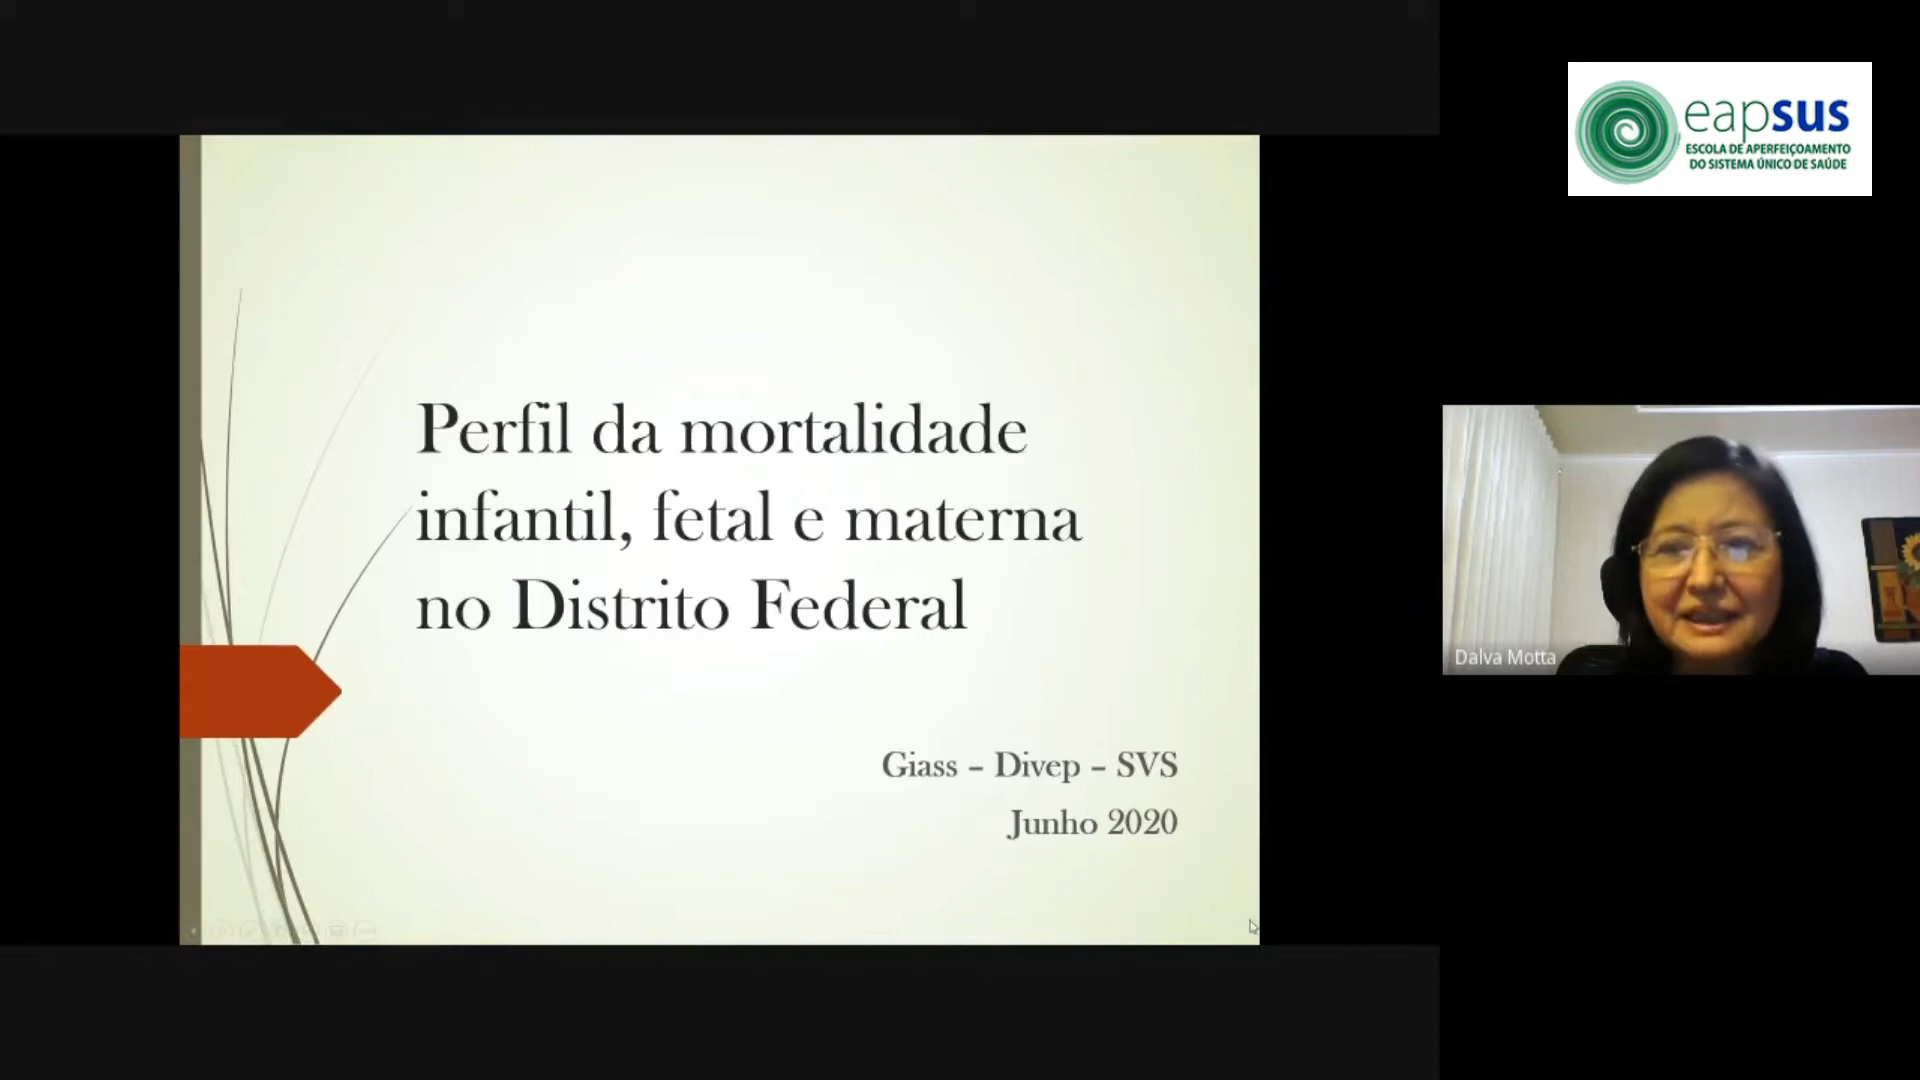 Perfil da mortalidade
infantil, fetal e materna
no Distrito Federal
Giass – Divep – SVS
Junho 2020
eapsus
ESCOLA DE APERFEIÇOAMENTO
DO SISTEMA ÚNICO DE SAÚDE
Dalva Motta